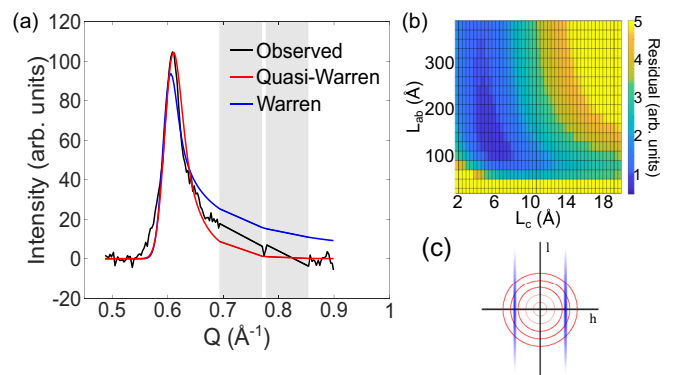 (a)
120
100
80
60
40
20
0
-20
Intensity (arb. units)
0.5 0.6 0.7 0.8 0.9 1
Q (Å-1)
Observed
Quasi-Warren
Warren
(b)
300
200
100
Lab (Å)
2 6 10 14 18
Lc (Å)
5
4
3
2
1
Residual (arb. units)
(c)
l
h